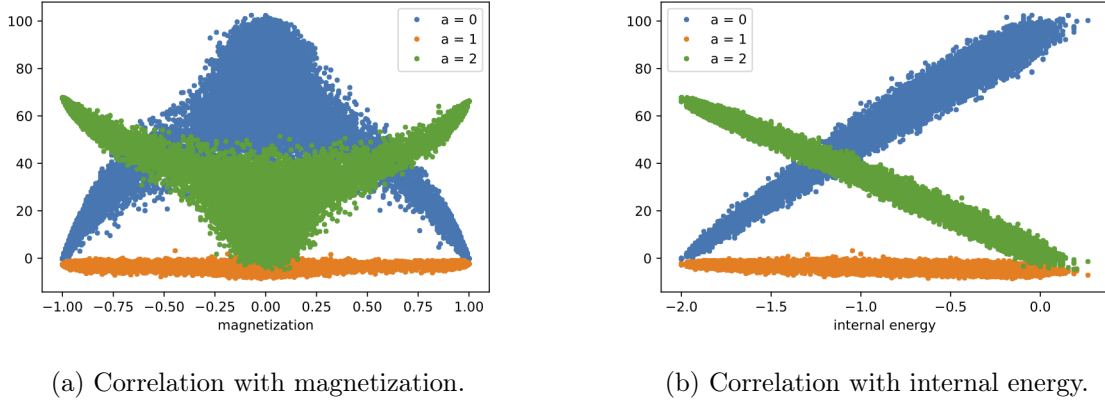 100
80
60
40
20
0
−1.00 −0.75 −0.50 −0.25 0.00 0.25 0.50 0.75 1.00
magnetization
a = 0
a = 1
a = 2
(a) Correlation with magnetization.
100
80
60
40
20
0
−2.0 −1.5 −1.0 −0.5 0.0
internal energy
a = 0
a = 1
a = 2
(b) Correlation with internal energy.